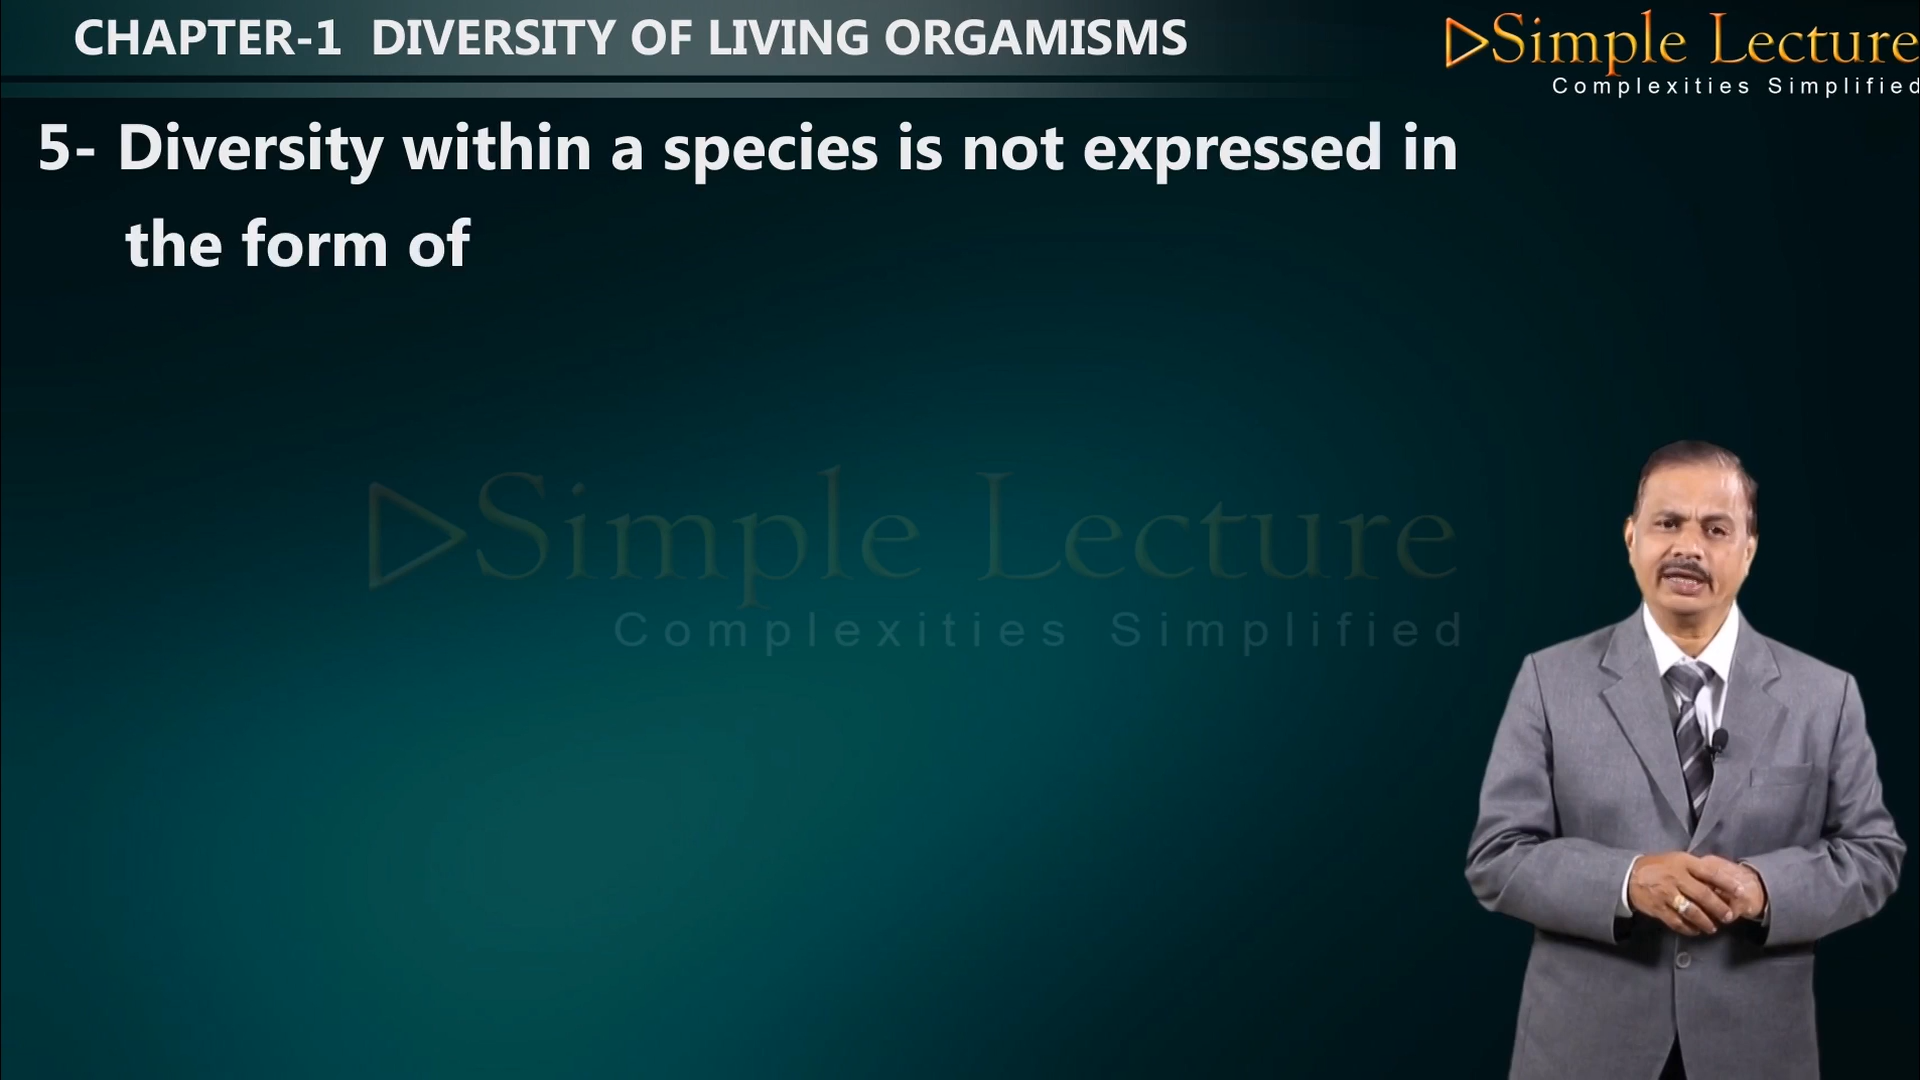 CHAPTER-1 DIVERSITY OF LIVING ORGAMISMS
Simple Lecture
Complexities Simplified
5- Diversity within a species is not expressed in
the form of
Simple Lecture
Complexities Simplified